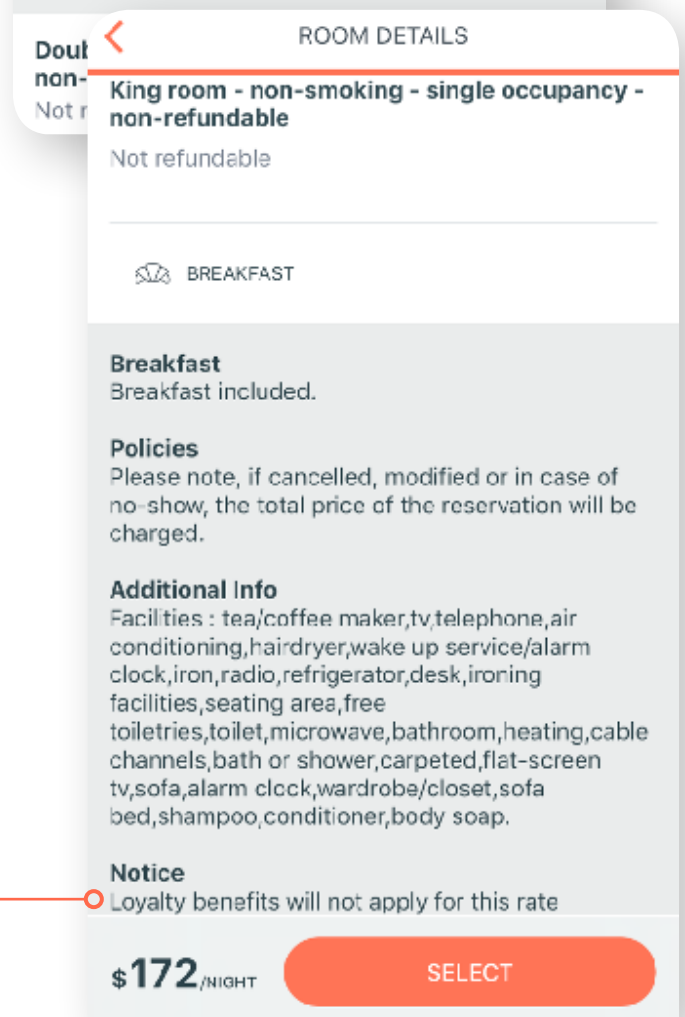 Doub
non-
Not r
ROOM DETAILS
King room - non-smoking - single occupancy -
non-refundable
Not refundable
BREAKFAST
Breakfast
Breakfast included.
Policies
Please note, if cancelled, modified or in case of
no-show, the total price of the reservation will be
charged.
Additional Info
Facilities : tea/coffee maker,tv,telephone,air
conditioning,hairdryer,wake up service/alarm
clock,iron,radio,refrigerator,desk,ironing
facilities,seating area,free
toiletries,toilet,microwave,bathroom,heating,cable
channels,bath or shower,carpeted,flat-screen
tv,sofa,alarm clock,wardrobe/closet,sofa
bed,shampoo,conditioner,body soap.
Notice
Loyalty benefits will not apply for this rate
$172/NIGHT SELECT